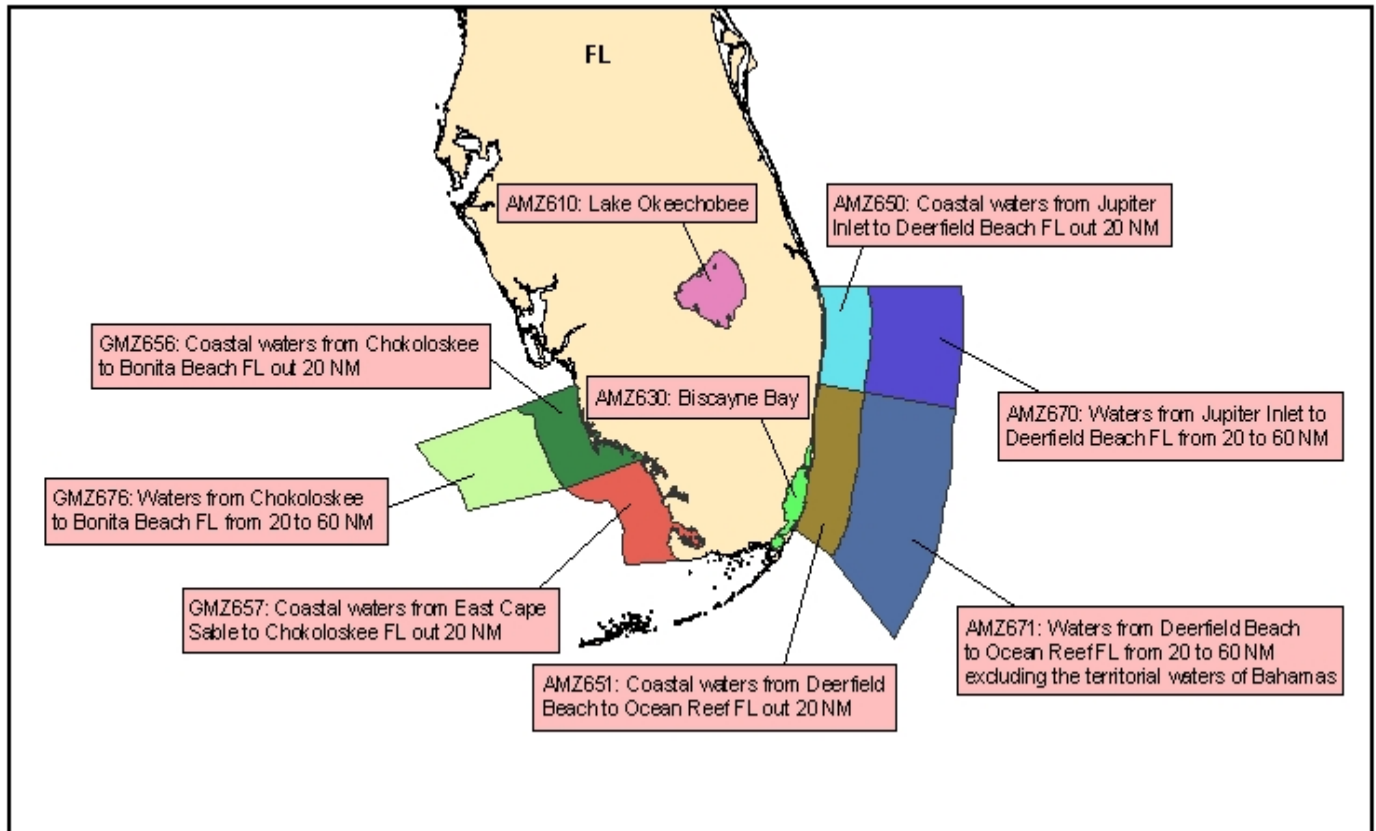 FL
AMZ610: Lake Okeechobee
AMZ650: Coastal waters from Jupiter
Inlet to Deerfield Beach FL out 20 NM
GMZ656: Coastal waters from Chokoloskee
to Bonita Beach FL out 20 NM
AMZ630: Biscayne Bay
AMZ670: Waters from Jupiter Inlet to
Deerfield Beach FL from 20 to 60 NM
GMZ676: Waters from Chokoloskee
to Bonita Beach FL from 20 to 60 NM
GMZ657: Coastal waters from East Cape
Sable to Chokoloskee FL out 20 NM
AMZ671: Waters from Deerfield Beach
to Ocean Reef FL from 20 to 60 NM
excluding the territorial waters of Bahamas
AMZ651: Coastal waters from Deerfield
Beach to Ocean Reef FL out 20 NM